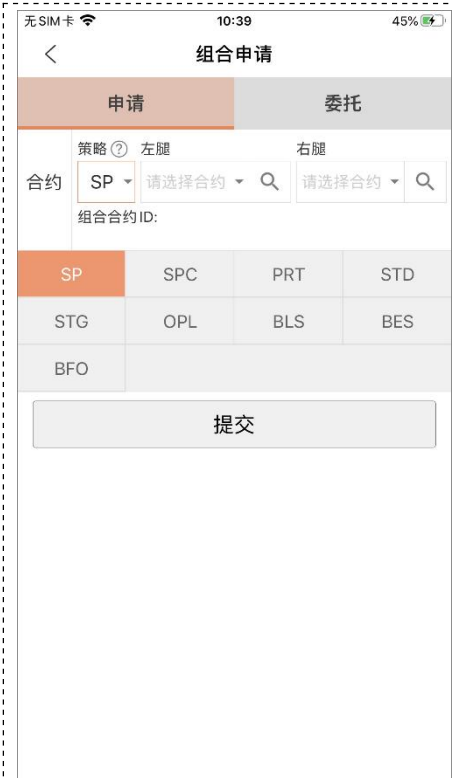 无SIM卡 10:39 45%
组合申请
申请 委托
策略 ? 左腿 右腿
合约 SP 请选择合约 请选择合约
组合合约ID:
SP SPC PRT STD
STG OPL BLS BES
BFO
提交